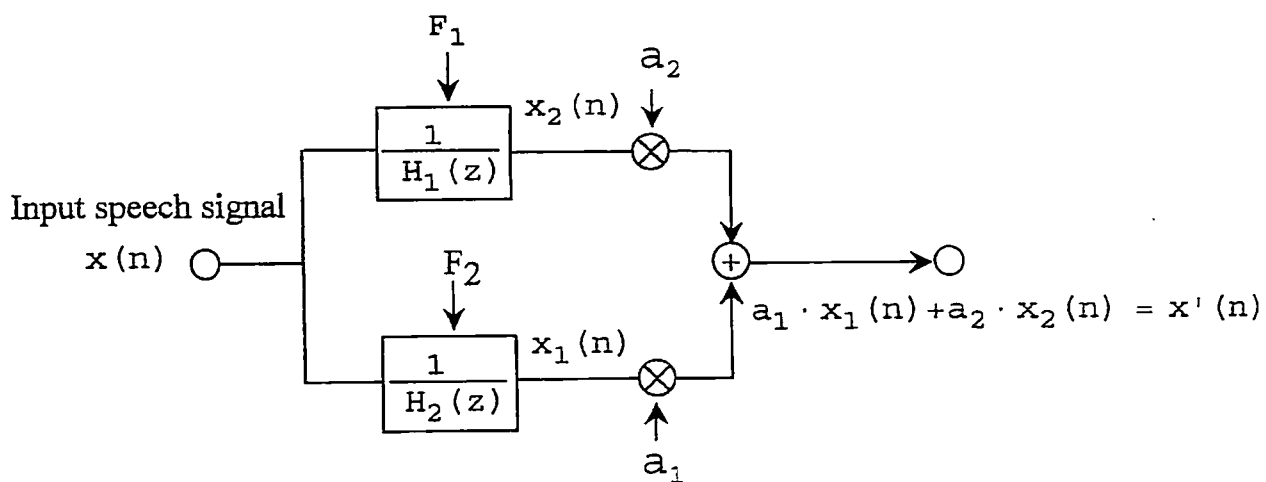 F₁
a₂
x₂(n)
1
H₁(z)
Input speech signal
x(n)
F₂
+
a₁·x₁(n)+a₂·x₂(n) = x'(n)
x₁(n)
1
H₂(z)
a₁